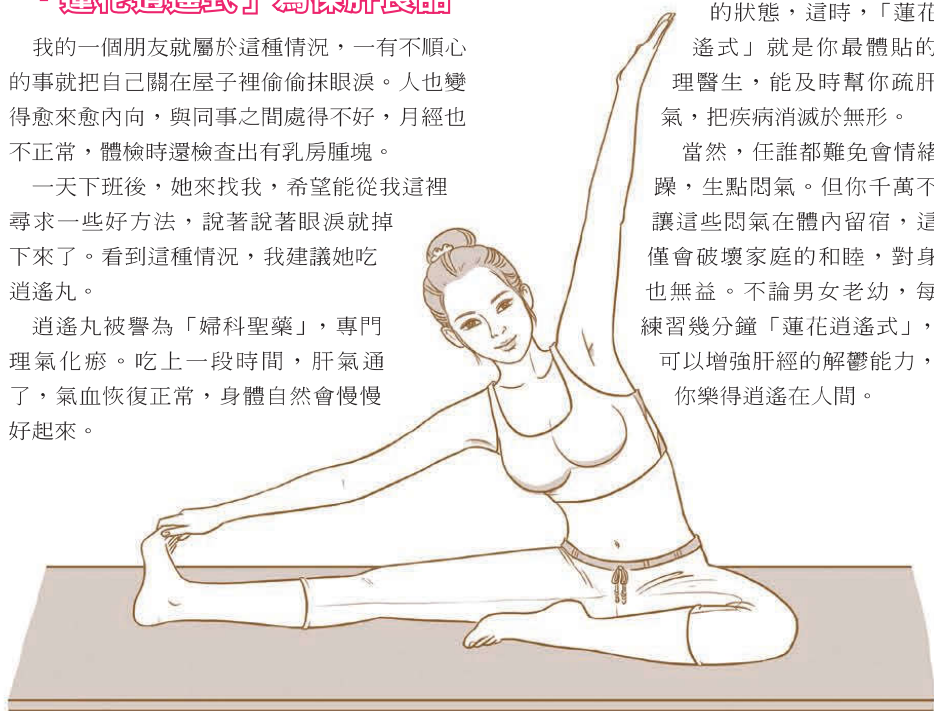 「蓮花逍遙式」為保肝良品
我的一個朋友就屬於這種情況，一有不順心
的事就把自己關在屋子裡偷偷抹眼淚。人也變
得愈來愈內向，與同事之間處得不好，月經也
不正常，體檢時還檢查出有乳房腫塊。
一天下班後，她來找我，希望能從我這裡
尋求一些好方法，說著說著眼淚就掉
下來了。看到這種情況，我建議她吃
逍遙丸。
逍遙丸被譽為「婦科聖藥」，專門
理氣化瘀。吃上一段時間，肝氣通
了，氣血恢復正常，身體自然會慢慢
好起來。
的狀態，這時，「蓮花
遙式」就是你最體貼的
理醫生，能及時幫你疏肝
氣，把疾病消滅於無形。
當然，任誰都難免會情緒
躁，生點悶氣。但你千萬不
讓這些悶氣在體內留宿，這
僅會破壞家庭的和睦，對身
也無益。不論男女老幼，每
練習幾分鐘「蓮花逍遙式」，
可以增強肝經的解鬱能力，
你樂得逍遙在人間。